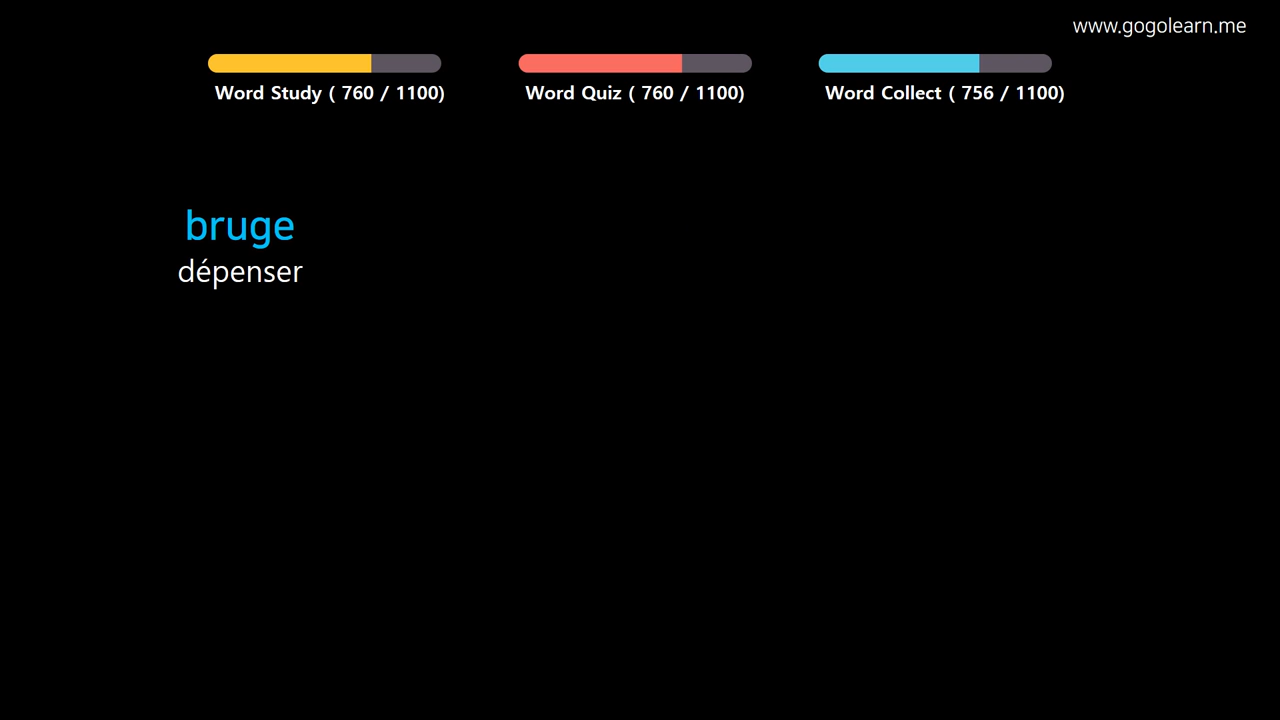 www.gogolearn.me
Word Study ( 760 / 1100)
Word Quiz ( 760 / 1100)
Word Collect ( 756 / 1100)
bruge
dépenser